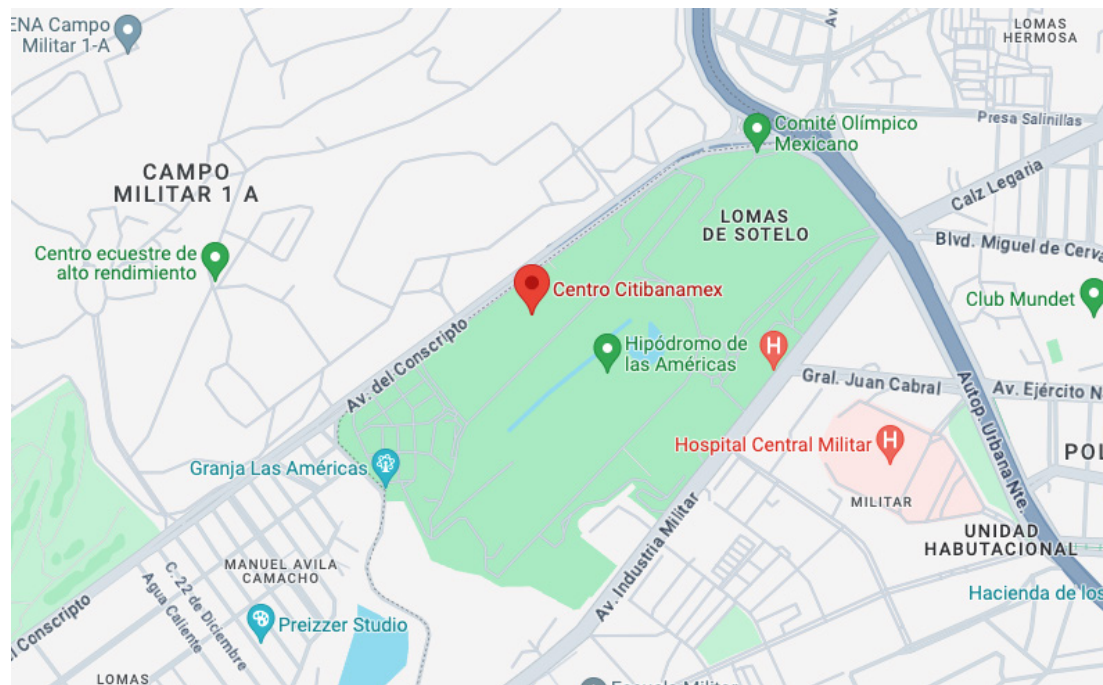 ENA Campo
Militar 1-A
Av
LOMAS
HERMOSA
Comité Olímpico
Mexicano
Presa Salinillas
CAMPO
MILITAR 1 A
Calz Legaria
LOMAS
DE SOTELO
Centro ecuestre de
alto rendimiento
Blvd. Miguel de Cerva
Centro Citibanamex
Club Mundet
Av. del Conscripto
Hipódromo de
las Américas
H
Gral. Juan Cabral
Av. Ejército N
Autop. Urbana Nte.
Hospital Central Militar
H
POL
Granja Las Américas
MILITAR
UNIDAD
HABUTACIONAL
Av. Industria Militar
MANUEL AVILA
CAMACHO
C. 22 de Diciembre
Agua Caliente
Hacienda de los
Preizzer Studio
l Conscripto
LOMAS